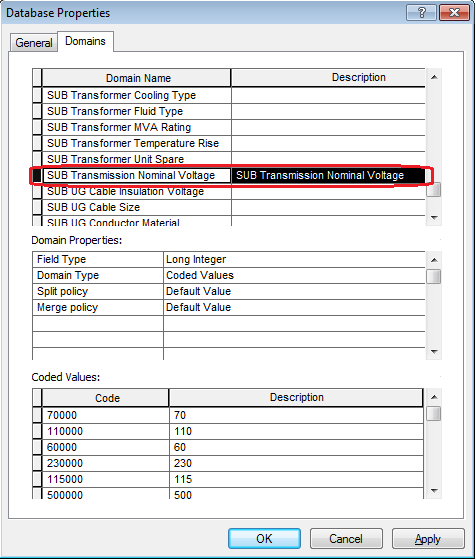 Database Properties
General Domains
Domain Name Description
SUB Transformer Cooling Type
SUB Transformer Fluid Type
SUB Transformer MVA Rating
SUB Transformer Temperature Rise
SUB Transformer Unit Spare
SUB Transmission Nominal Voltage SUB Transmission Nominal Voltage
SUB UG Cable Insulation Voltage
SUB UG Cable Size
SUB UG Conductor Material
Domain Properties:
Field Type Long Integer
Domain Type Coded Values
Split policy Default Value
Merge policy Default Value
Coded Values:
Code Description
70000 70
110000 110
60000 60
230000 230
115000 115
500000 500
OK Cancel Apply